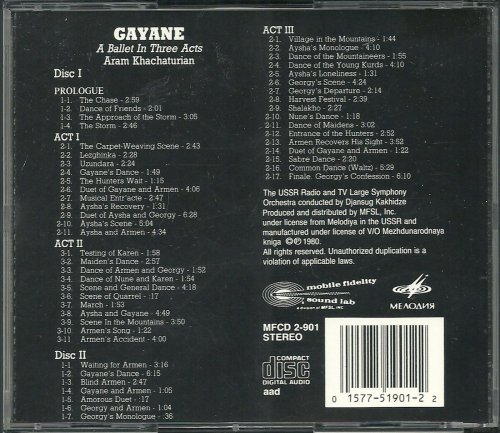 GAYANE
A Ballet In Three Acts
Aram Khachaturian
Disc I
PROLOGUE
1-1. The Chase - 2:59
1-2. Dance of Friends - 2:01
1-3. The Approach of the Storm - 3:05
1-4. The Storm - 2:46
ACT I
2-1. The Carpet-Weaving Scene - 2:43
2-2. Lezghinka - 2:28
2-3. Uzundara - 2:24
2-4. Gayane's Dance - 1:49
2-5. The Hunters Wait - 1:15
2-6. Duet of Gayane and Armen - 4:06
2-7. Musical Entr'acte - 2:47
2-8. Aysha's Recovery - 1:31
2-9. Duet of Aysha and Georgy - 6:28
2-10. Aysha's Scene - 5:04
2-11. Aysha and Armen - 4:34
ACT II
3-1. Testing of Karen - 1:58
3-2. Maiden's Dance - 2:57
3-3. Dance of Armen and Georgy - 1:52
3-4. Dance of Nune and Karen - 1:54
3-5. Scene and General Dance - 4:18
3-6. Scene of Quarrel - :17
3-7. March - 1:53
3-8. Aysha and Gayane - 4:49
3-9. Scene In the Mountains - 3:50
3-10. Armen's Song - 1:22
3-11. Armen's Accident - 4:00
Disc II
1-1. Waiting for Armen - 3:16
1-2. Gayane's Dance - 6:15
1-3. Blind Armen - 2:47
1-4. Gayane and Armen - 1:05
1-5. Amorous Duet - :17
1-6. Georgy and Armen - 1:04
1-7. Georgy's Monologue - :36
ACT III
2-1. Village in the Mountains - 1:44
2-2. Aysha's Monologue - 4:10
2-3. Dance of the Mountaineers - 1:55
2-4. Dance of the Young Kurds - 4:10
2-5. Aysha's Loneliness - 1:31
2-6. Georgy's Scene - 4:24
2-7. Georgy's Departure - 2:14
2-8. Harvest Festival - 2:39
2-9. Shalakho - 2:27
2-10. Nune's Dance - 1:18
2-11. Dance of Maidens - 3:02
2-12. Entrance of the Hunters - 2:52
2-13. Armen Recovers His Sight - 3:52
2-14. Duet of Gayane and Armen - 1:22
2-15. Sabre Dance - 2:20
2-16. Common Dance (Waltz) - 5:29
2-17. Finale. Georgy's Confession - 6:10
The USSR Radio and TV Large Symphony
Orchestra conducted by Djansug Kakhidze
Produced and distributed by MFSL, Inc.
under license from Melodiya in the USSR and
manufactured under license of V/O Mezhdunarodnaya
kniga ©℗ 1980.
All rights reserved. Unauthorized duplication is a
violation of applicable laws.
mobile fidelity
sound lab
A DIVISION OF MFSL, INC.
МЕЛОДИЯ
MFCD 2-901
STEREO
COMPACT
disc
DIGITAL AUDIO
aad
0 15775-1901-2 2